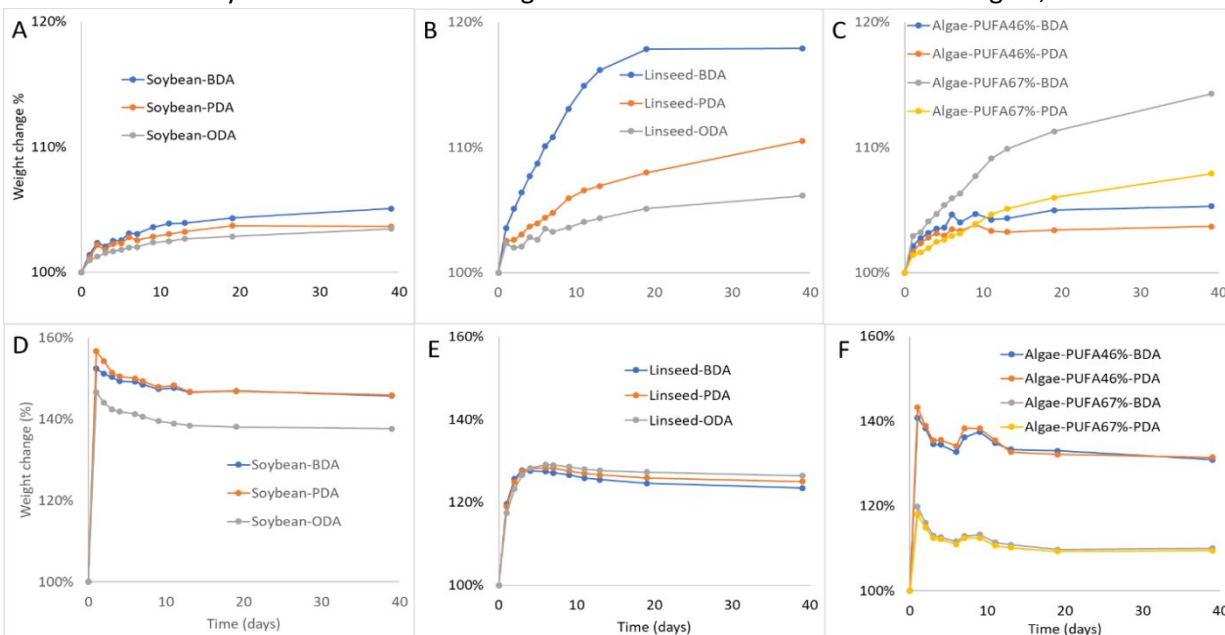 A
120%
110%
100%
Weight change %
Soybean-BDA
Soybean-PDA
Soybean-ODA
0 10 20 30 40
B
120%
110%
100%
Linseed-BDA
Linseed-PDA
Linseed-ODA
0 10 20 30 40
C
120%
110%
100%
Algae-PUFA46%-BDA
Algae-PUFA46%-PDA
Algae-PUFA67%-BDA
Algae-PUFA67%-PDA
0 10 20 30 40
D
160%
140%
120%
100%
Weight change (%)
Soybean-BDA
Soybean-PDA
Soybean-ODA
0 10 20 30 40
Time (days)
E
160%
140%
120%
100%
Linseed-BDA
Linseed-PDA
Linseed-ODA
0 10 20 30 40
Time (days)
F
160%
140%
120%
100%
Algae-PUFA46%-BDA
Algae-PUFA46%-PDA
Algae-PUFA67%-BDA
Algae-PUFA67%-PDA
0 10 20 30 40
Time (days)